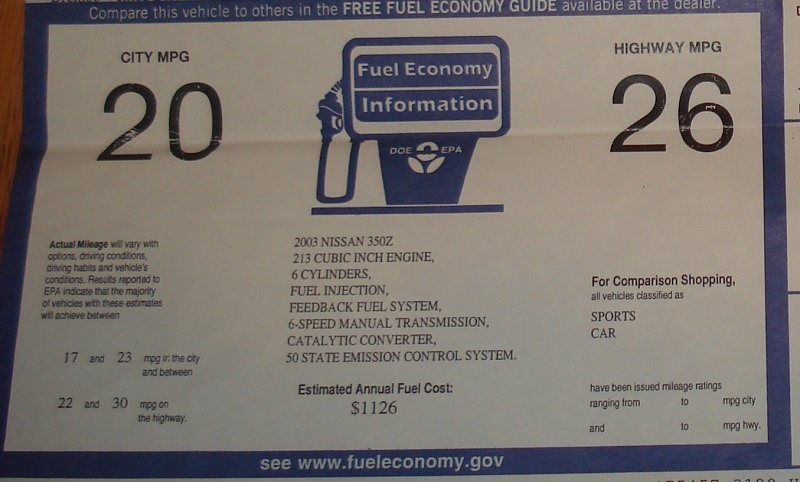 Compare this vehicle to others in the FREE FUEL ECONOMY GUIDE available at the dealer.
CITY MPG
20
Fuel Economy
Information
DOE EPA
HIGHWAY MPG
26
Actual Mileage will vary with
options, driving conditions,
driving habits and vehicle's
conditions. Results reported to
EPA indicate that the majority
of vehicles with these estimates
will achieve between
17 and 23 mpg in the city
and between
22 and 30 mpg on
the highway.
2003 NISSAN 350Z
213 CUBIC INCH ENGINE,
6 CYLINDERS,
FUEL INJECTION,
FEEDBACK FUEL SYSTEM,
6-SPEED MANUAL TRANSMISSION,
CATALYTIC CONVERTER,
50 STATE EMISSION CONTROL SYSTEM.
Estimated Annual Fuel Cost:
$1126
For Comparison Shopping,
all vehicles classified as
SPORTS
CAR
have been issued mileage ratings
ranging from to mpg city
and to mpg hwy.
see www.fueleconomy.gov